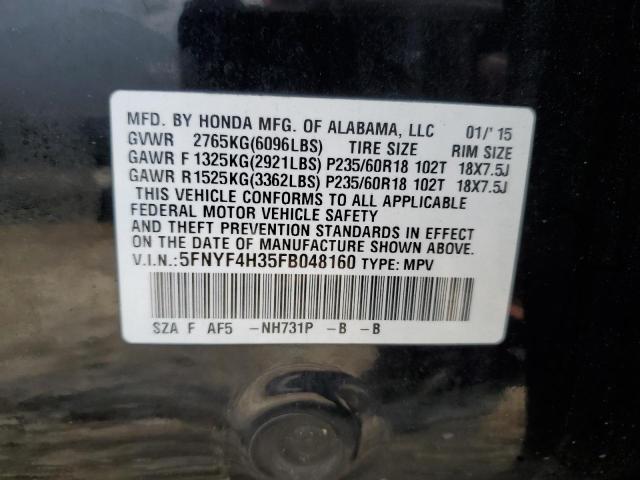 MFD. BY HONDA MFG. OF ALABAMA, LLC 01/'15
GVWR 2765KG(6096LBS) TIRE SIZE RIM SIZE
GAWR F 1325KG(2921LBS) P235/60R18 102T 18X7.5J
GAWR R1525KG(3362LBS) P235/60R18 102T 18X7.5J
THIS VEHICLE CONFORMS TO ALL APPLICABLE
FEDERAL MOTOR VEHICLE SAFETY
AND THEFT PREVENTION STANDARDS IN EFFECT
ON THE DATE OF MANUFACTURE SHOWN ABOVE.
V.I.N.: 5FNYF4H35FB048160 TYPE: MPV
SZA F AF5 -NH731P -B -B